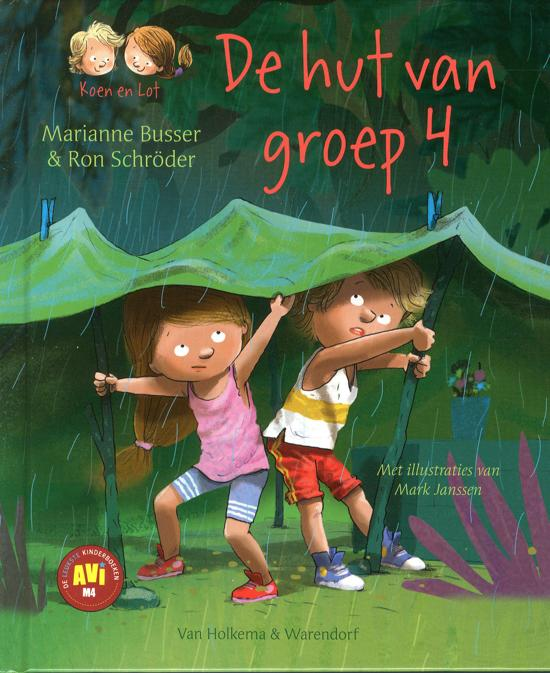 De hut van
groep 4
Koen en Lot
Marianne Busser
& Ron Schröder
Met illustraties van
Mark Janssen
DE LEUKSTE KINDERBOEKEN
AVi
M4
Van Holkema & Warendorf